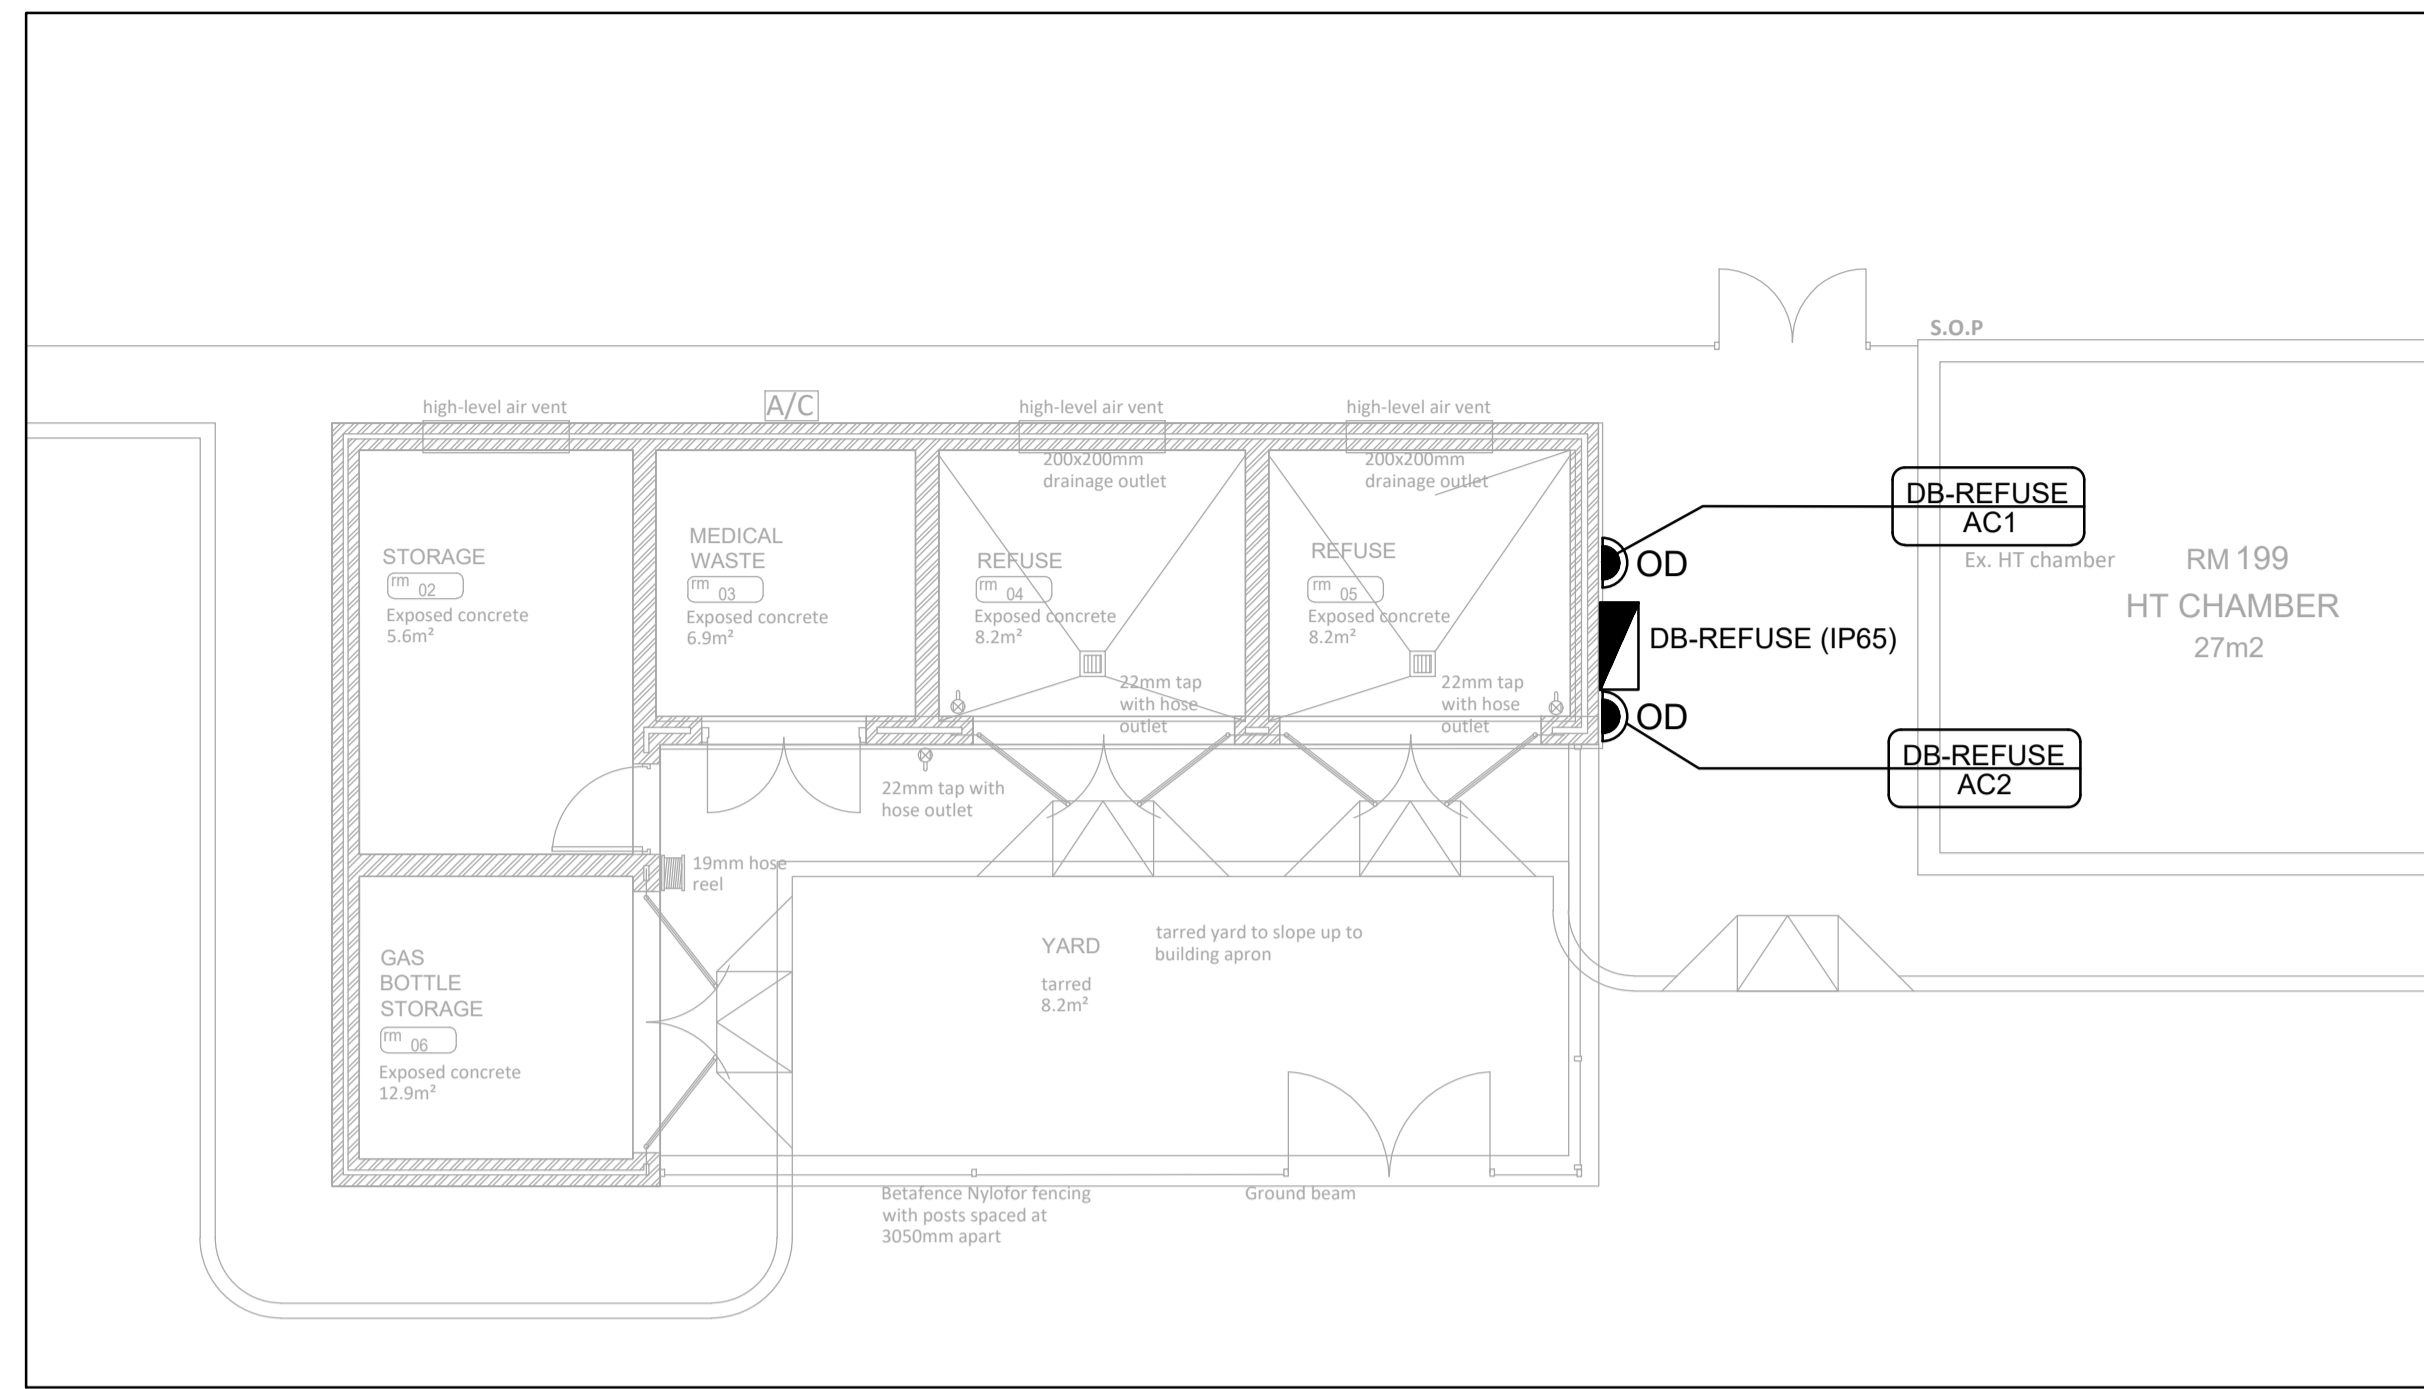 S.O.P
high-level air vent
A/C
high-level air vent
high-level air vent
200x200mm
drainage outlet
200x200mm
drainage outlet
STORAGE
rm 02
Exposed concrete
5.6m²
MEDICAL
WASTE
rm 03
Exposed concrete
6.9m²
REFUSE
rm 04
Exposed concrete
8.2m²
REFUSE
rm 05
Exposed concrete
8.2m²
22mm tap
with hose
outlet
22mm tap
with hose
outlet
DB-REFUSE
AC1
OD
DB-REFUSE (IP65)
OD
DB-REFUSE
AC2
Ex. HT chamber
RM 199
HT CHAMBER
27m2
22mm tap with
hose outlet
19mm hose
reel
GAS
BOTTLE
STORAGE
rm 06
Exposed concrete
12.9m²
YARD
tarred
8.2m²
tarred yard to slope up to
building apron
Betafence Nylofor fencing
with posts spaced at
3050mm apart
Ground beam